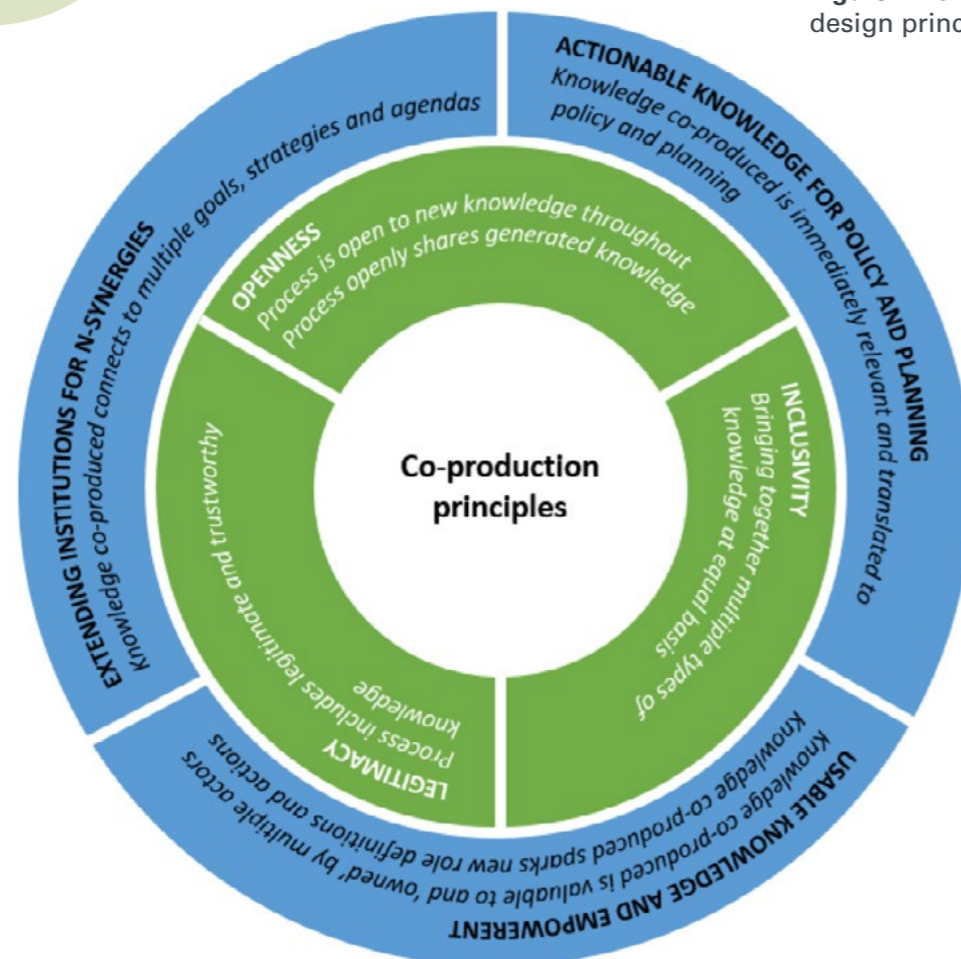 design princ
ACTIONABLE KNOWLEDGE FOR POLICY AND PLANNING
Knowledge co-produced is immediately relevant and translated to
policy and planning
EXTENDING INSTITUTIONS FOR N-SYNERGIES
Knowledge co-produced connects to multiple goals, strategies and agendas
OPENNESS
Process is open to new knowledge throughout
Process openly shares generated knowledge
INCLUSIVITY
Bringing together multiple types of
knowledge at equal basis
Co-production
principles
LEGITIMACY
Process includes legitimate and trustworthy
knowledge
USABLE KNOWLEDGE AND EMPOWERENT
Knowledge co-produced is valuable to and 'owned' by multiple actors
Knowledge co-produced sparks new role definitions and actions